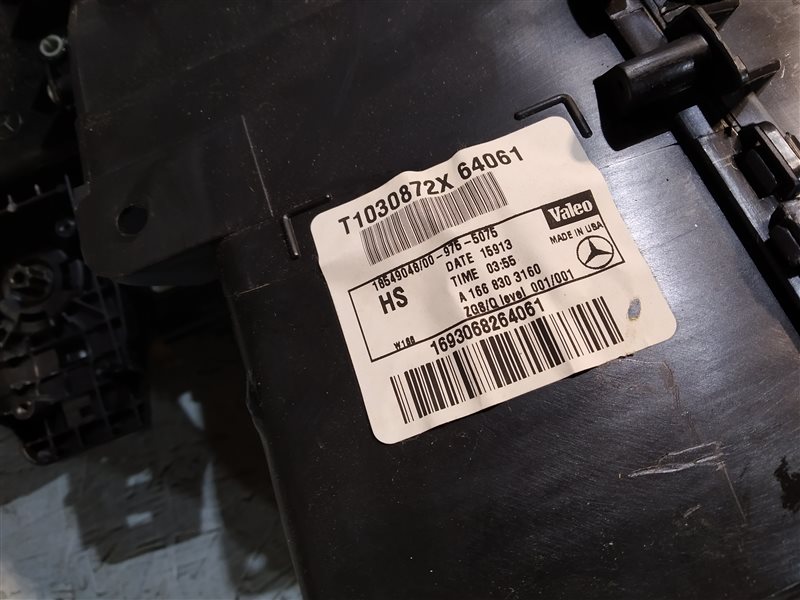 T1030872X 64061
Valeo
MADE IN USA
18549048/00-976-5075
DATE 15913
TIME 03:55
HS
A 166 830 3160
ZGS/Q level 001/001
W166
1693068264061